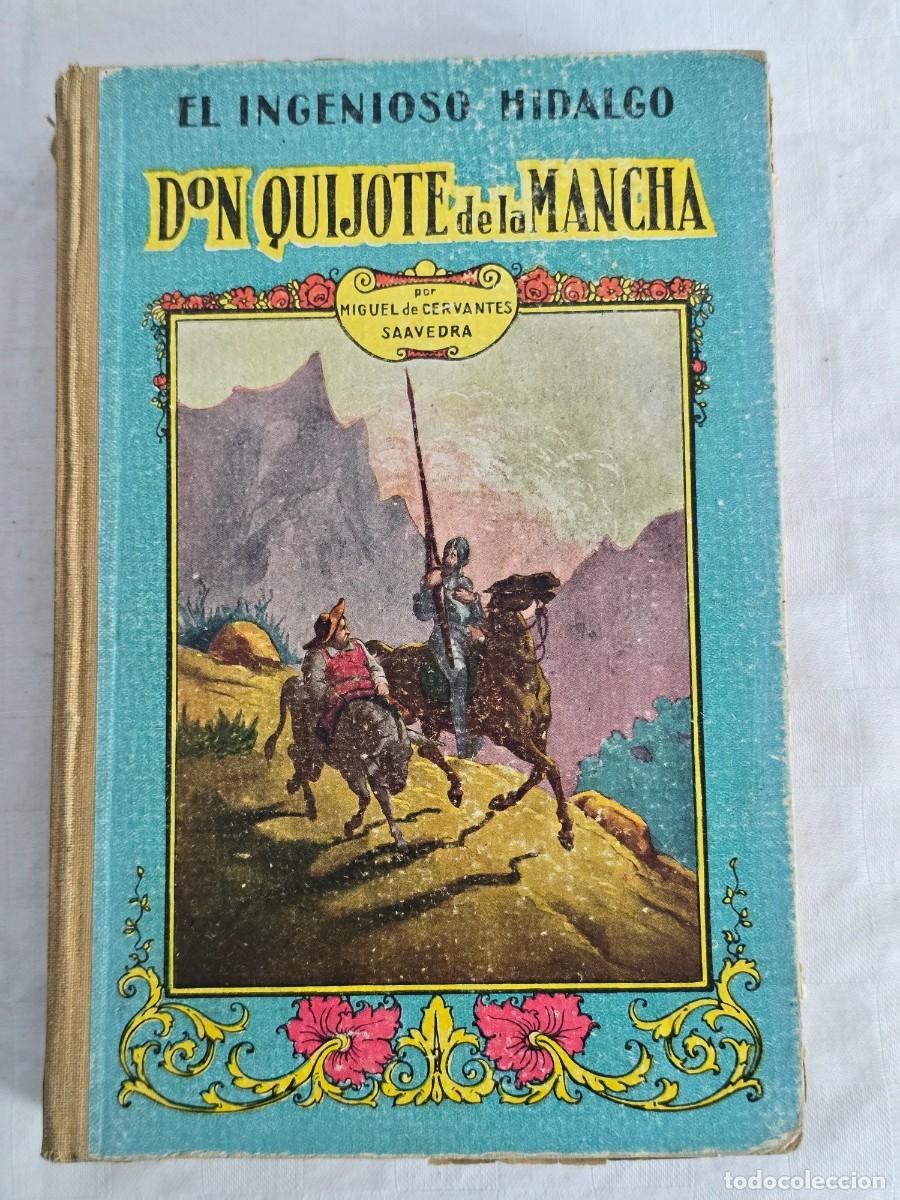 EL INGENIOSO HIDALGO
DON QUIJOTE de la MANCHA
por
MIGUEL de CERVANTES
SAAVEDRA
todocoleccion